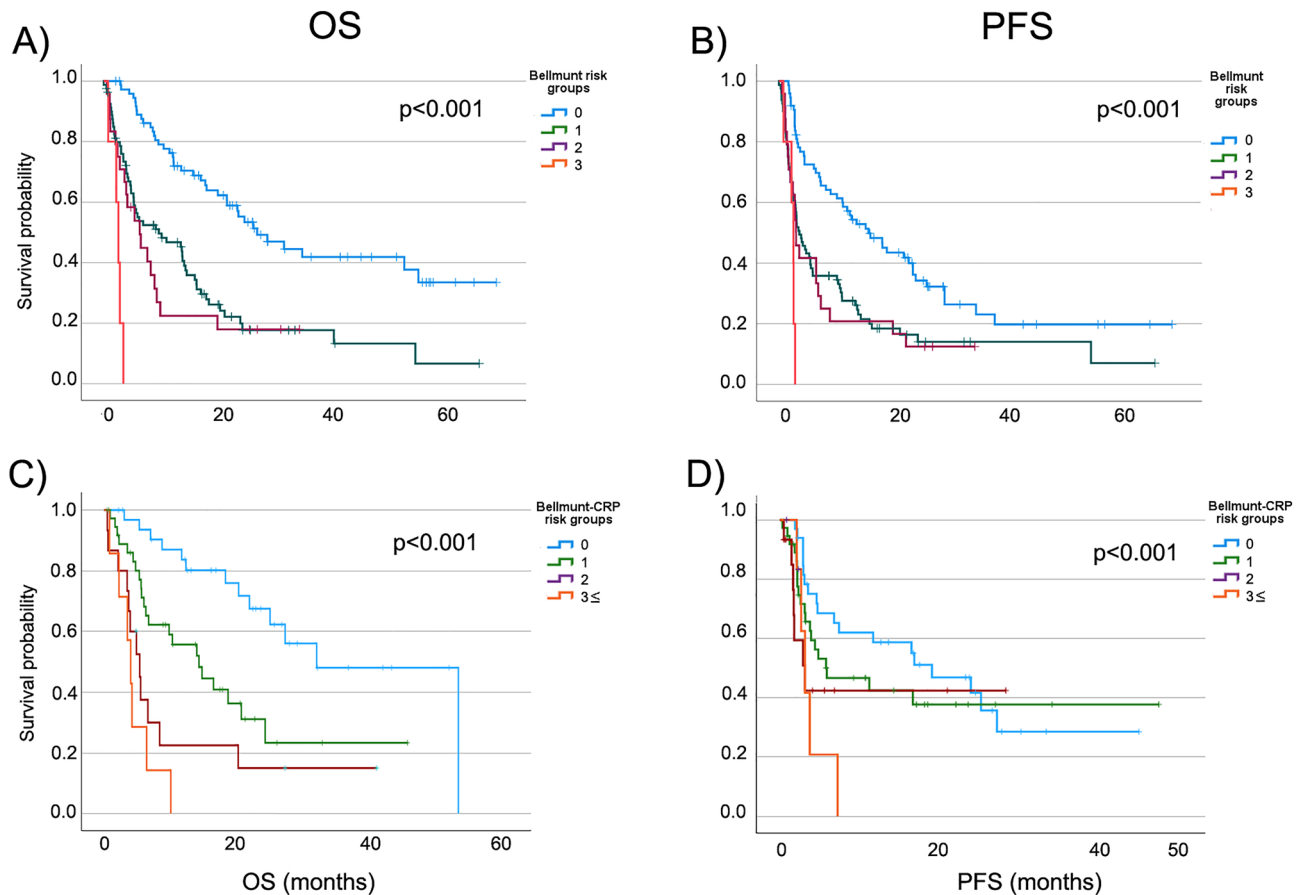 OS
PFS
A)
Bellmunt risk
groups
0
1
2
3
p<0.001
Survival probability
1.0
0.8
0.6
0.4
0.2
0.0
0 20 40 60
B)
Bellmunt
risk
groups
0
1
2
3
p<0.001
1.0
0.8
0.6
0.4
0.2
0.0
0 20 40 60
C)
Bellmunt-CRP
risk groups
0
1
2
3≤
p<0.001
Survival probability
1.0
0.8
0.6
0.4
0.2
0.0
0 20 40 60
OS (months)
D)
Bellmunt-CRP
risk groups
0
1
2
3≤
p<0.001
1.0
0.8
0.6
0.4
0.2
0.0
0 20 40 50
PFS (months)